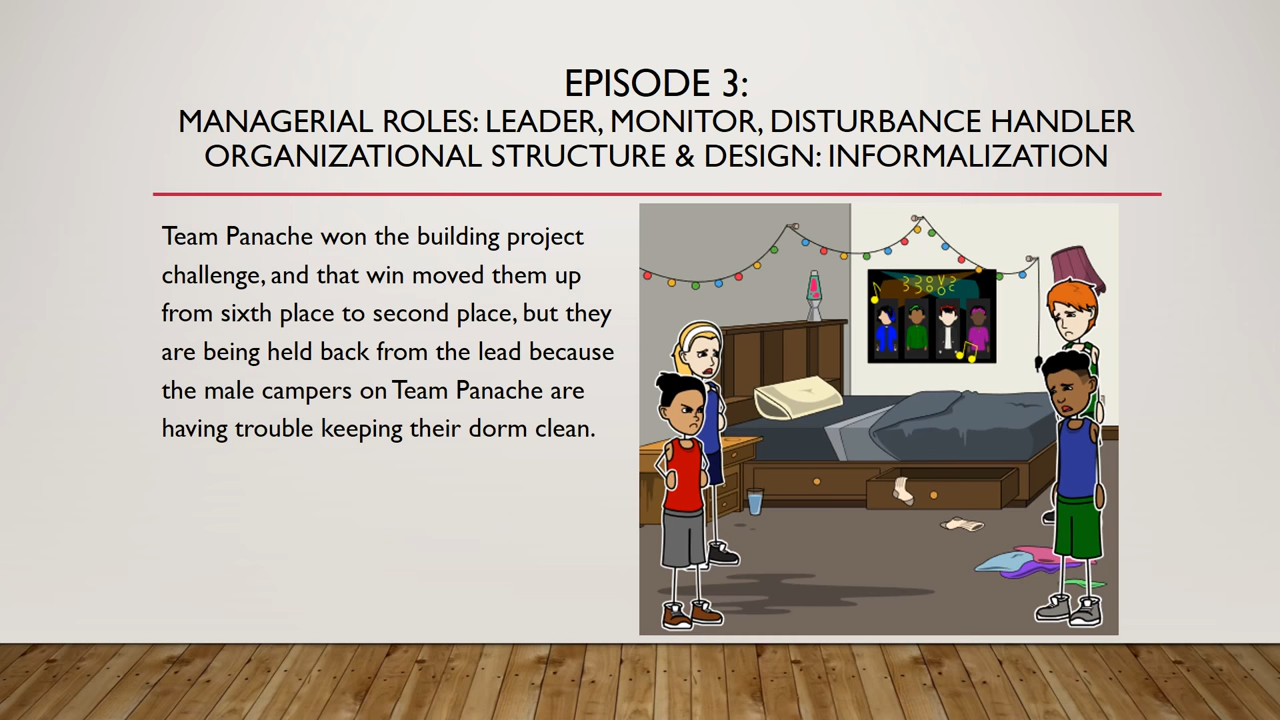 EPISODE 3:
MANAGERIAL ROLES: LEADER, MONITOR, DISTURBANCE HANDLER
ORGANIZATIONAL STRUCTURE & DESIGN: INFORMALIZATION
Team Panache won the building project
challenge, and that win moved them up
from sixth place to second place, but they
are being held back from the lead because
the male campers on Team Panache are
having trouble keeping their dorm clean.